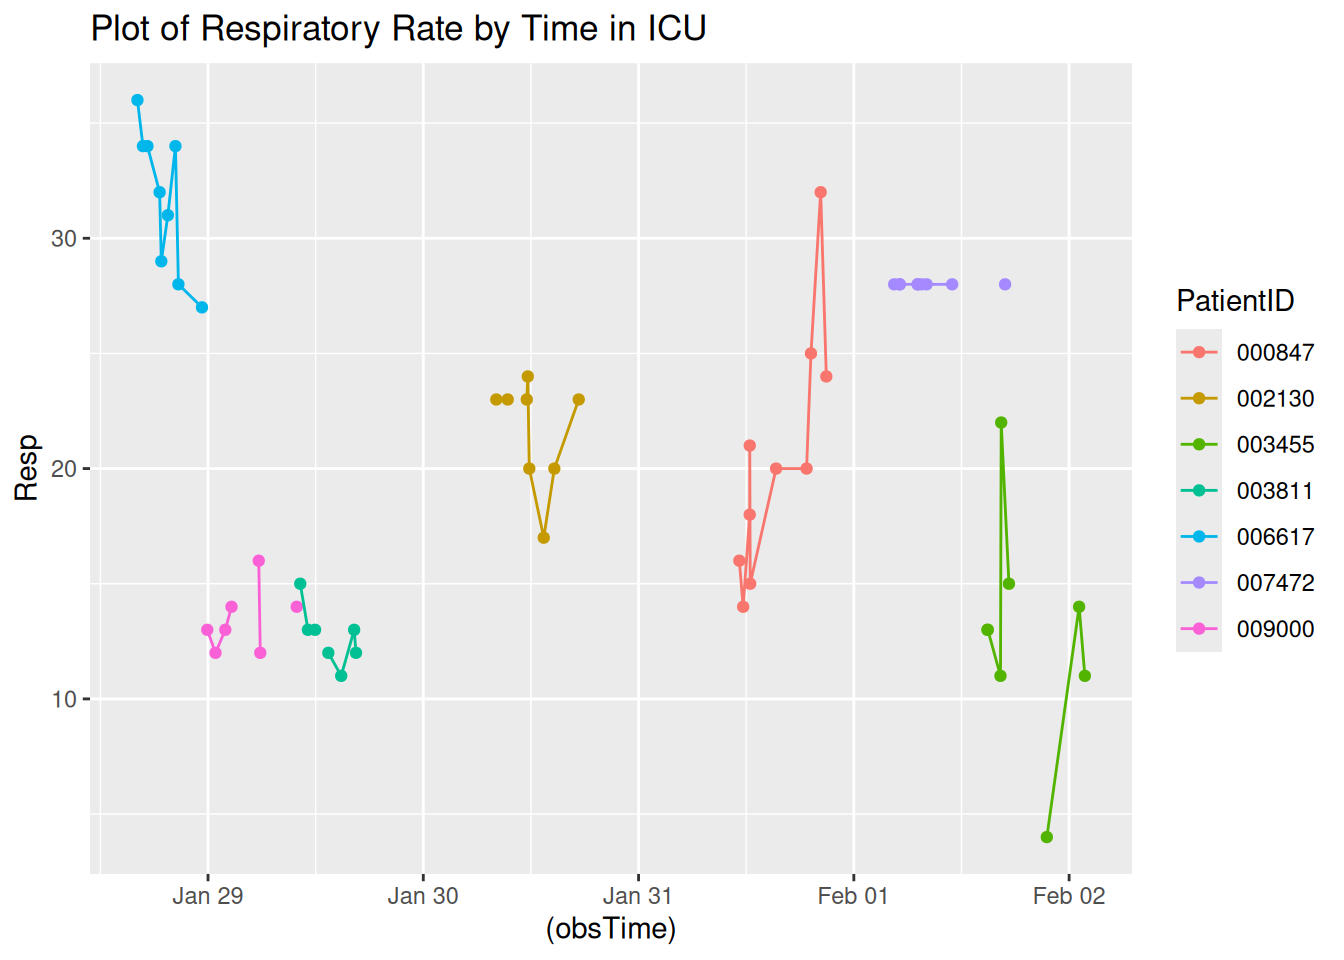 Plot of Respiratory Rate by Time in ICU
30
20
10
Resp
Jan 29
Jan 30
Jan 31
Feb 01
Feb 02
(obsTime)
PatientID
000847
002130
003455
003811
006617
007472
009000